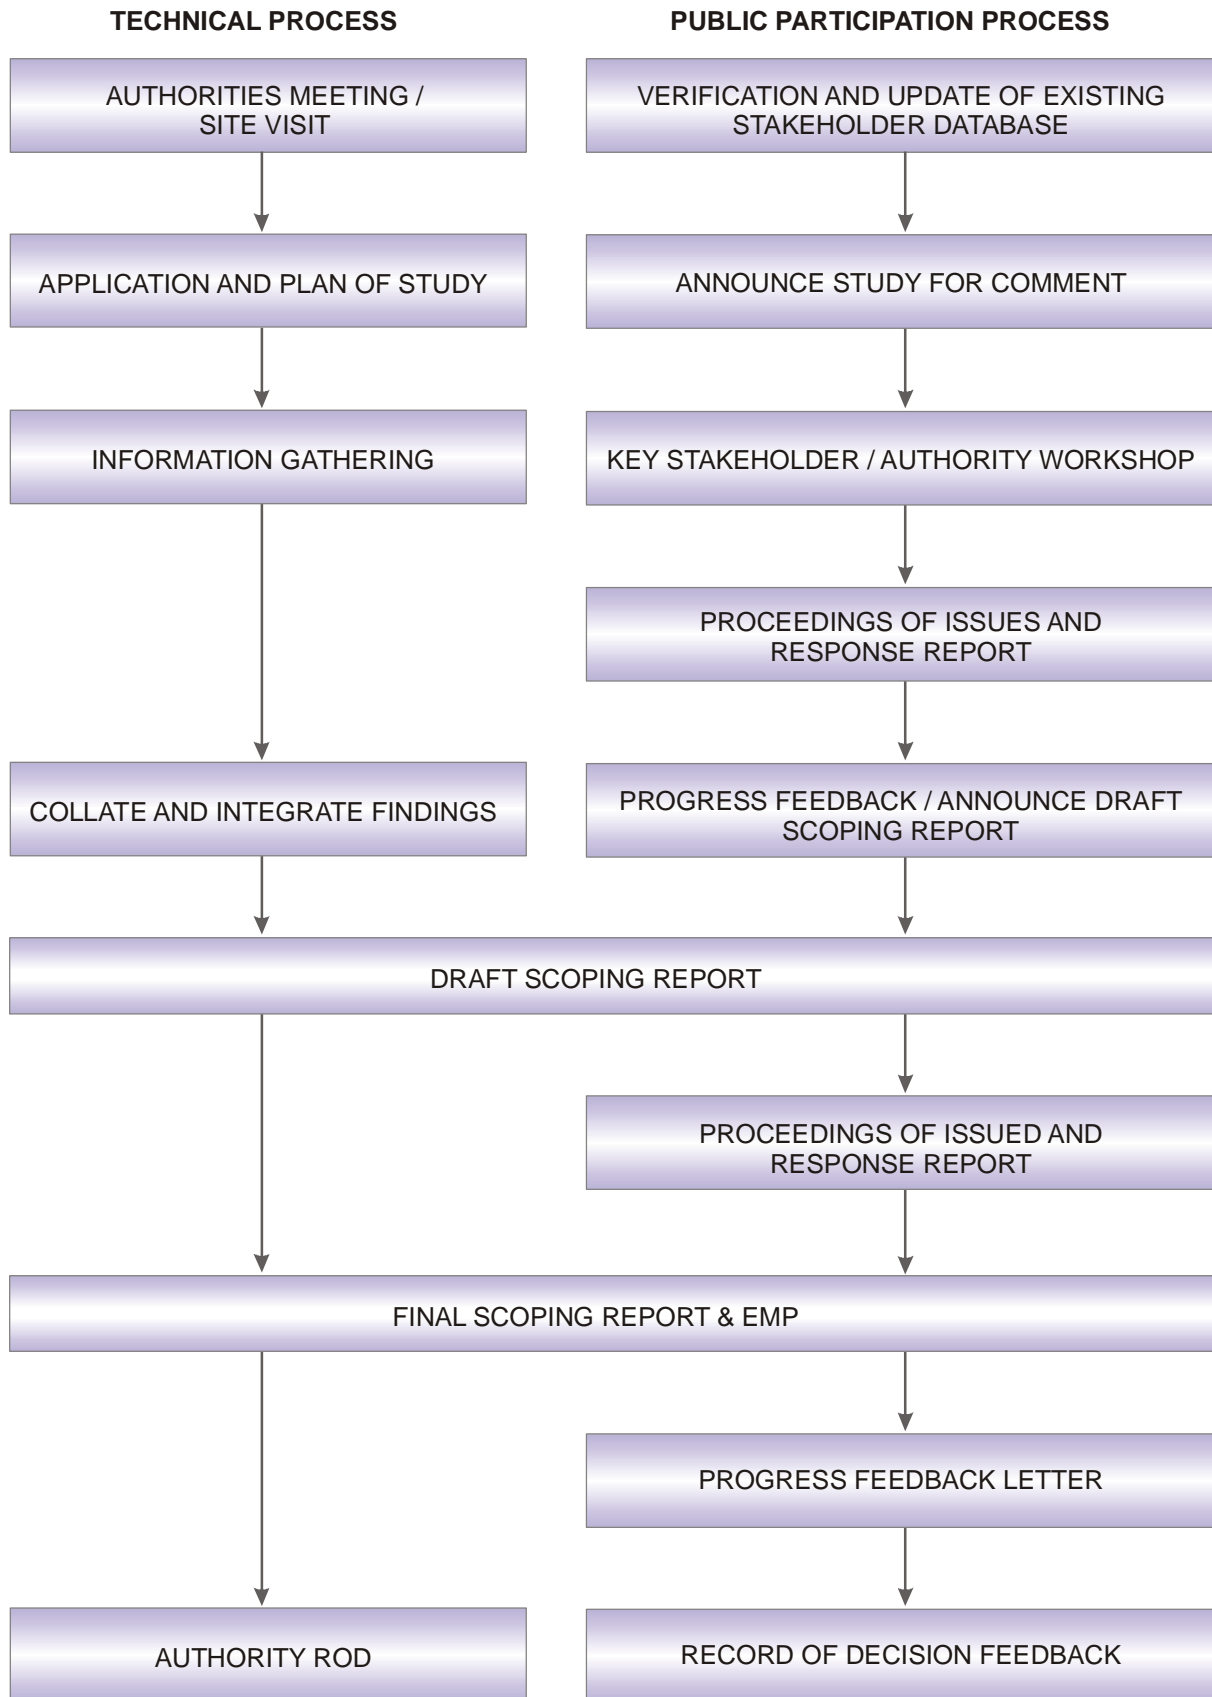 TECHNICAL PROCESS
PUBLIC PARTICIPATION PROCESS
AUTHORITIES MEETING /
SITE VISIT
VERIFICATION AND UPDATE OF EXISTING
STAKEHOLDER DATABASE
APPLICATION AND PLAN OF STUDY
ANNOUNCE STUDY FOR COMMENT
INFORMATION GATHERING
KEY STAKEHOLDER / AUTHORITY WORKSHOP
PROCEEDINGS OF ISSUES AND
RESPONSE REPORT
COLLATE AND INTEGRATE FINDINGS
PROGRESS FEEDBACK / ANNOUNCE DRAFT
SCOPING REPORT
DRAFT SCOPING REPORT
PROCEEDINGS OF ISSUED AND
RESPONSE REPORT
FINAL SCOPING REPORT & EMP
PROGRESS FEEDBACK LETTER
AUTHORITY ROD
RECORD OF DECISION FEEDBACK